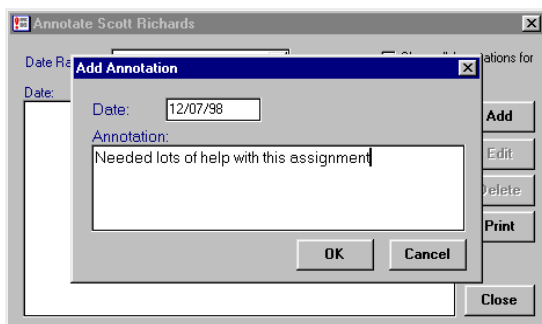 Annotate Scott Richards
Date Ra
tations for
Add Annotation
Date:
Date: 12/07/98
Add
Annotation:
Needed lots of help with this assignment
Edit
Delete
Print
OK Cancel
Close